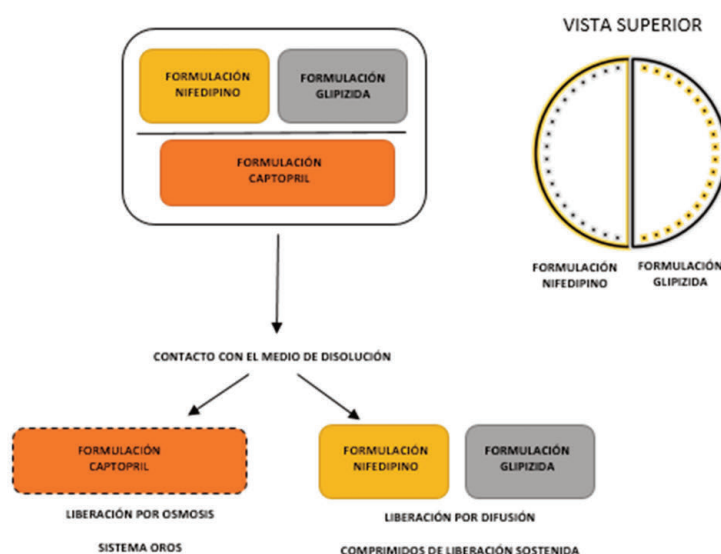 VISTA SUPERIOR
FORMULACIÓN
NIFEDIPINO
FORMULACIÓN
GLIPIZIDA
FORMULACIÓN
CAPTOPRIL
FORMULACIÓN
NIFEDIPINO
FORMULACIÓN
GLIPIZIDA
CONTACTO CON EL MEDIO DE DISOLUCIÓN
FORMULACIÓN
CAPTOPRIL
FORMULACIÓN
NIFEDIPINO
FORMULACIÓN
GLIPIZIDA
LIBERACIÓN POR OSMOSIS
SISTEMA OROS
LIBERACIÓN POR DIFUSIÓN
COMPRIMIDOS DE LIBERACIÓN SOSTENIDA